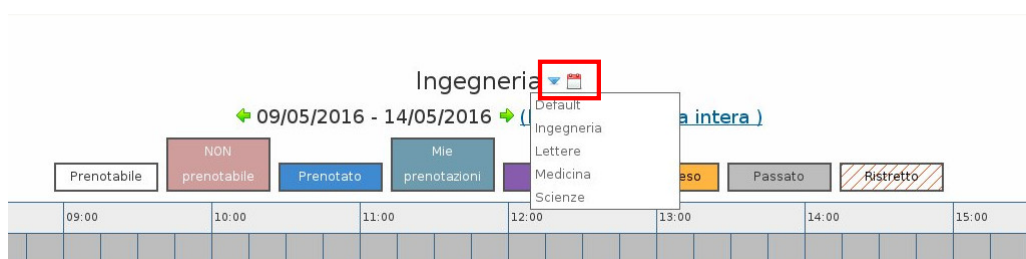 Ingegneria
09/05/2016 - 14/05/2016 ( a intera )
Default
Ingegneria
Lettere
Medicina
Scienze
Prenotabile
NON prenotabile
Prenotato
Mie prenotazioni
eso
Passato
Ristretto
09:00 10:00 11:00 12:00 13:00 14:00 15:00